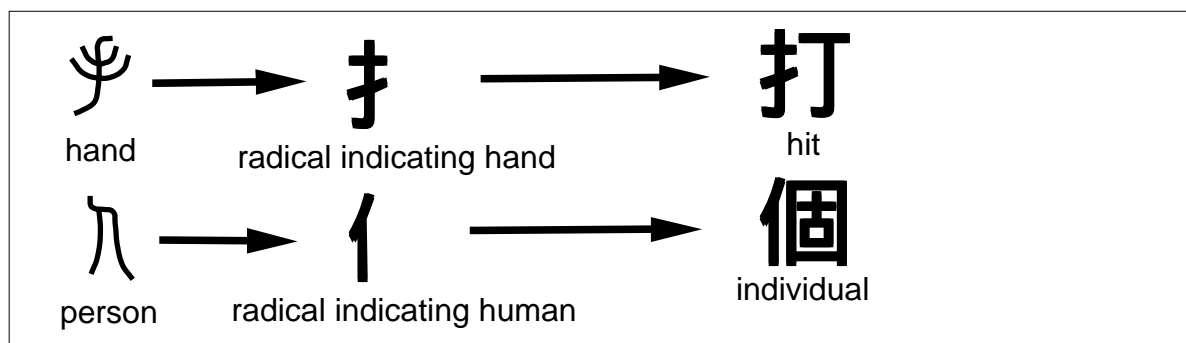 扌 打
hand radical indicating hand hit
亻 個
person radical indicating human individual